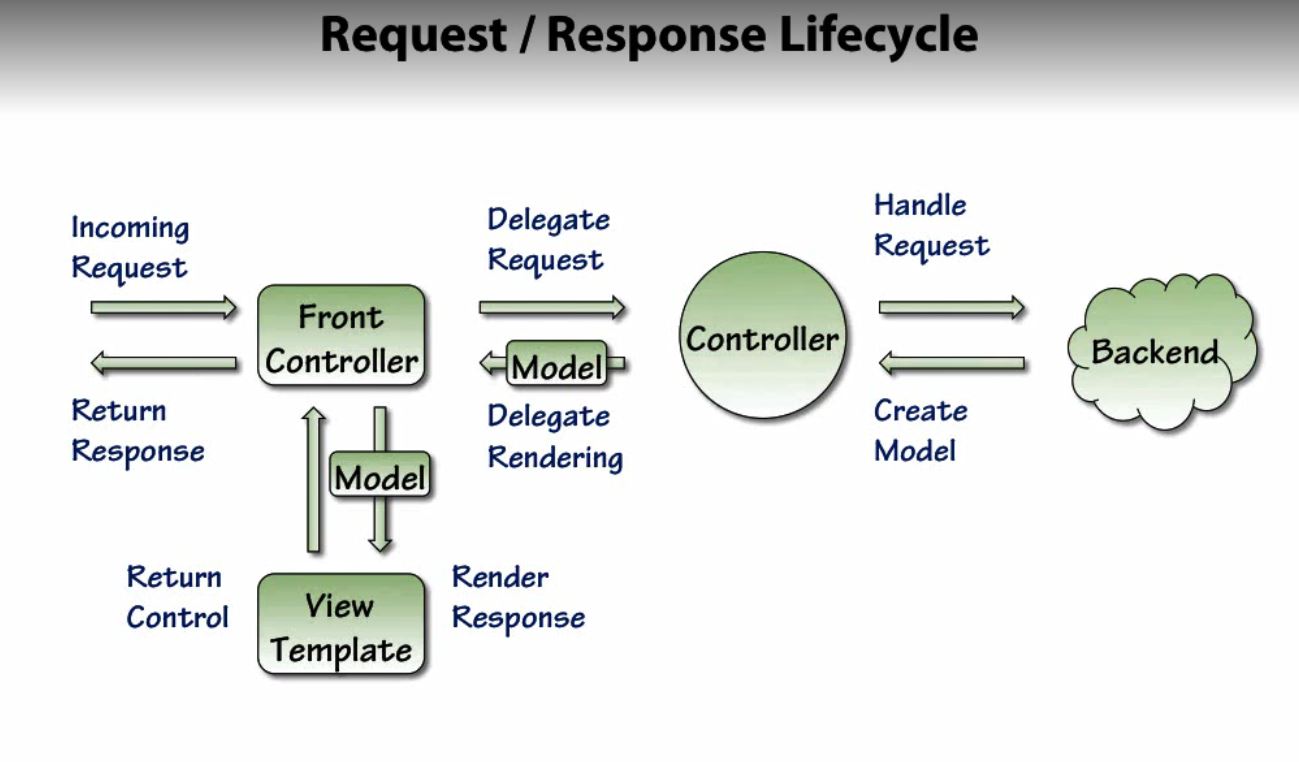 Request / Response Lifecycle
Incoming
Request
Delegate
Request
Handle
Request
Front
Controller
Controller
Backend
Model
Return
Response
Delegate
Rendering
Create
Model
Model
Return
Control
View
Template
Render
Response